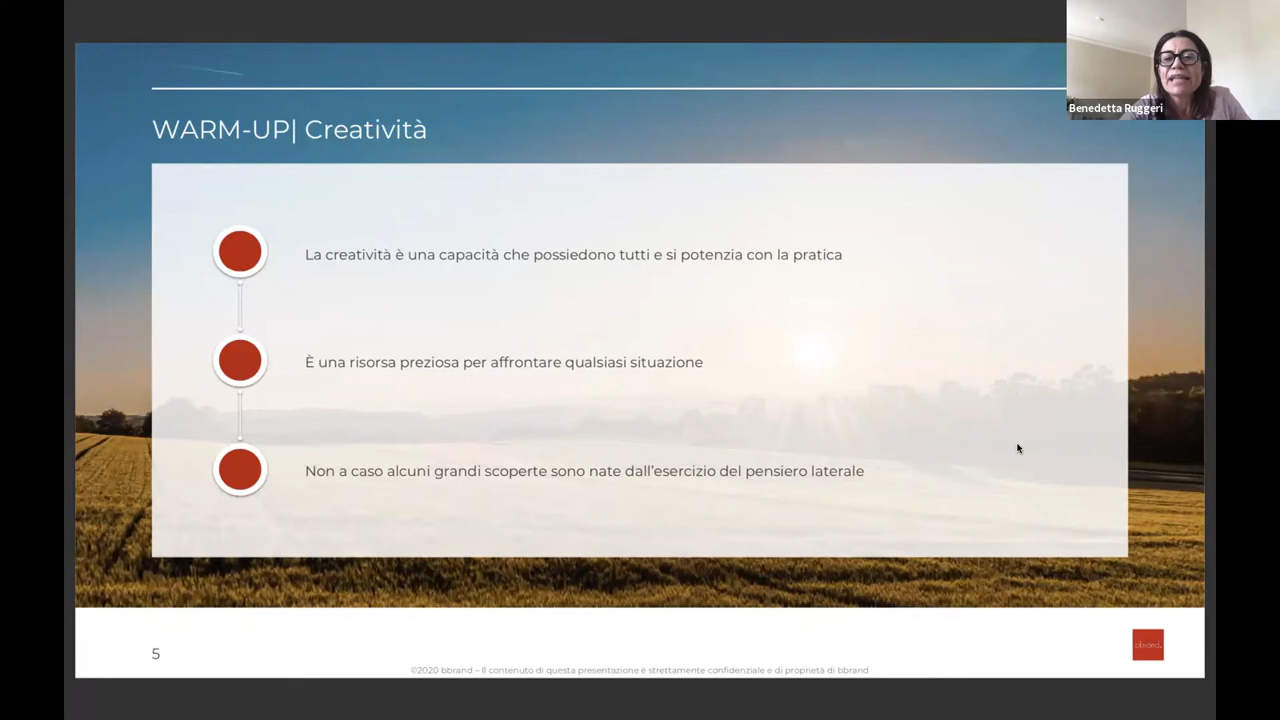 Benedetta Ruggeri
WARM-UP| Creatività
La creatività è una capacità che possiedono tutti e si potenzia con la pratica
È una risorsa preziosa per affrontare qualsiasi situazione
Non a caso alcuni grandi scoperte sono nate dall’esercizio del pensiero laterale
5
bbrand.
©2020 bbrand – Il contenuto di questa presentazione è strettamente confidenziale e di proprietà di bbrand